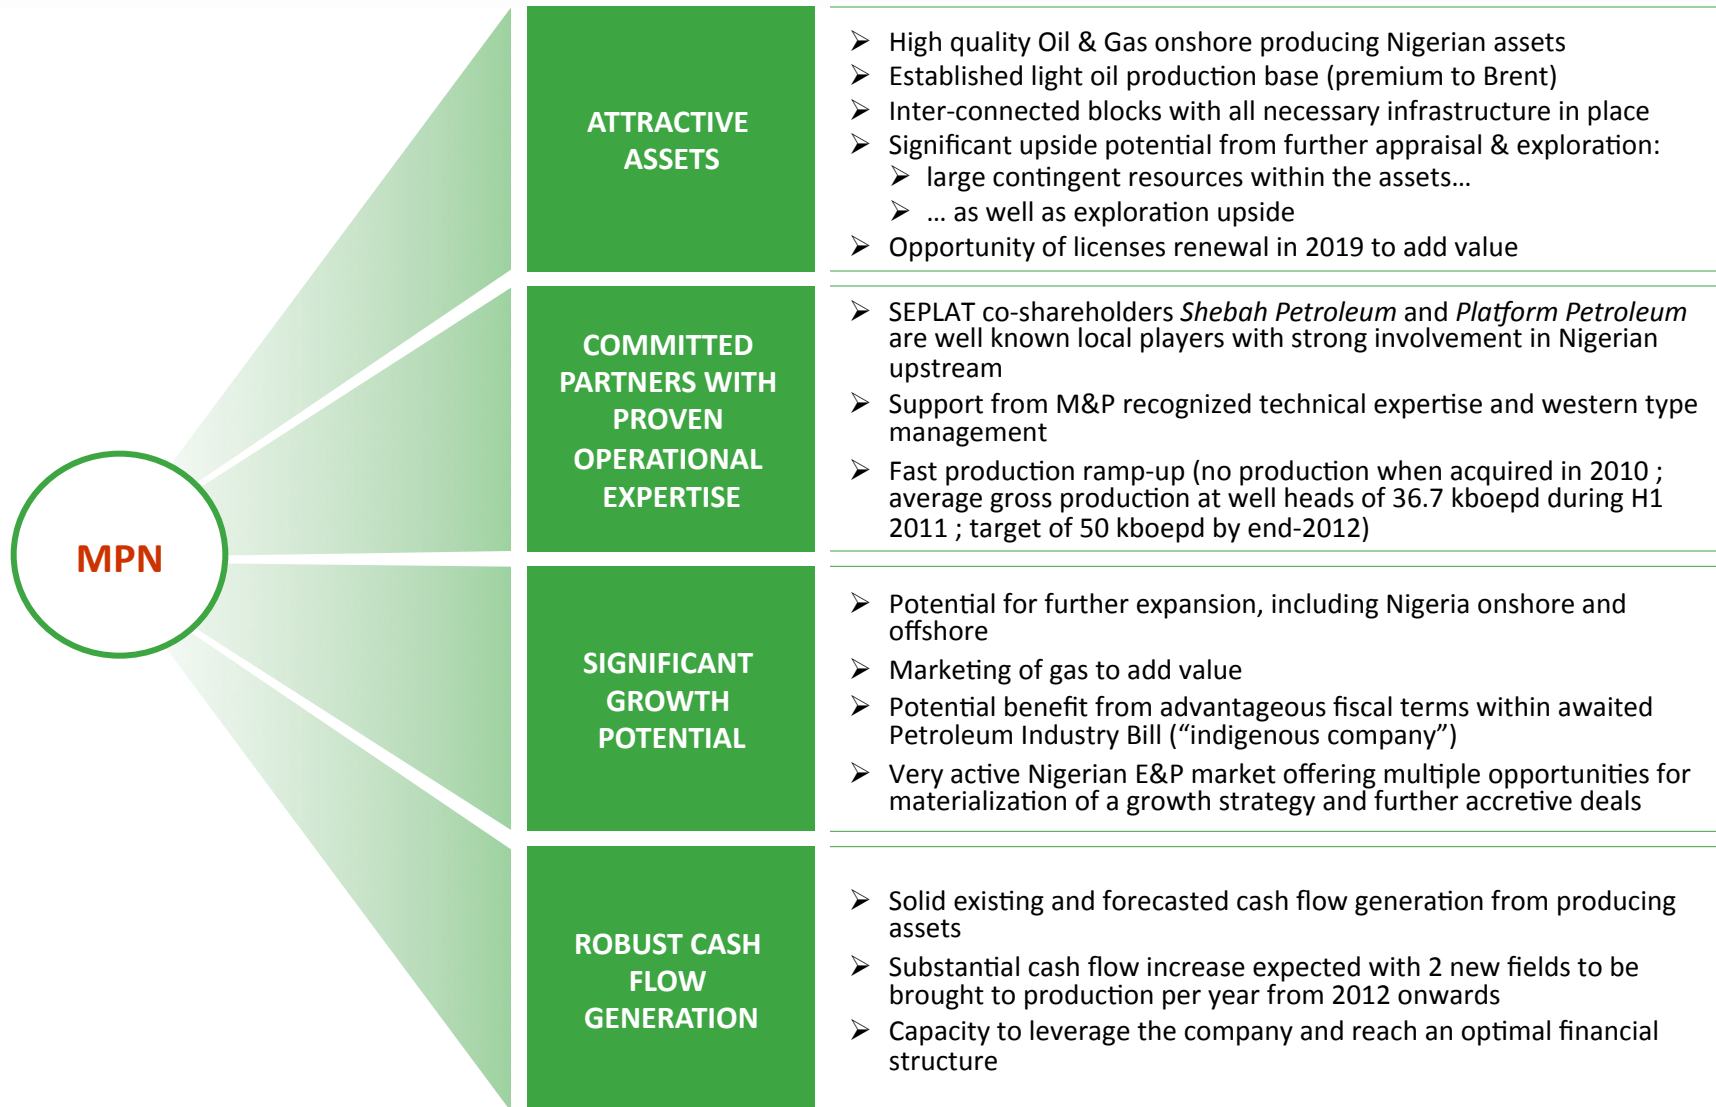 MPN
ATTRACTIVE
ASSETS
➢ High quality Oil & Gas onshore producing Nigerian assets
➢ Established light oil production base (premium to Brent)
➢ Inter-connected blocks with all necessary infrastructure in place
➢ Significant upside potential from further appraisal & exploration:
➢ large contingent resources within the assets…
➢ … as well as exploration upside
➢ Opportunity of licenses renewal in 2019 to add value
COMMITTED
PARTNERS WITH
PROVEN
OPERATIONAL
EXPERTISE
➢ SEPLAT co-shareholders Shebah Petroleum and Platform Petroleum
are well known local players with strong involvement in Nigerian
upstream
➢ Support from M&P recognized technical expertise and western type
management
➢ Fast production ramp-up (no production when acquired in 2010 ;
average gross production at well heads of 36.7 kboepd during H1
2011 ; target of 50 kboepd by end-2012)
SIGNIFICANT
GROWTH
POTENTIAL
➢ Potential for further expansion, including Nigeria onshore and
offshore
➢ Marketing of gas to add value
➢ Potential benefit from advantageous fiscal terms within awaited
Petroleum Industry Bill (“indigenous company”)
➢ Very active Nigerian E&P market offering multiple opportunities for
materialization of a growth strategy and further accretive deals
ROBUST CASH
FLOW
GENERATION
➢ Solid existing and forecasted cash flow generation from producing
assets
➢ Substantial cash flow increase expected with 2 new fields to be
brought to production per year from 2012 onwards
➢ Capacity to leverage the company and reach an optimal financial
structure